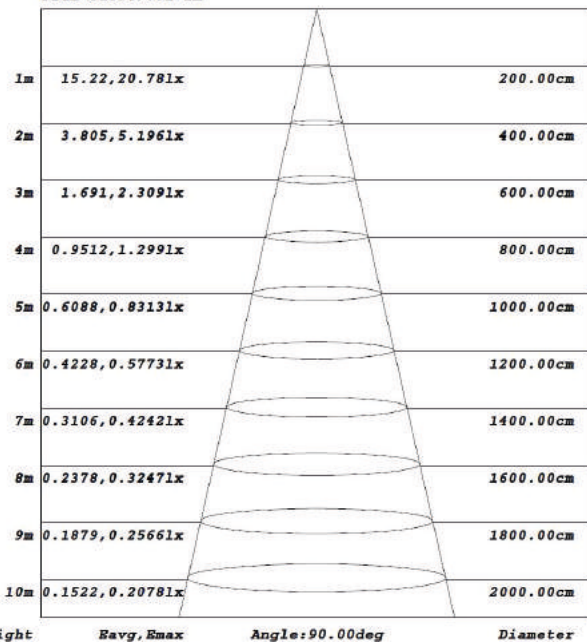 1m 15.22,20.78lx 200.00cm
2m 3.805,5.196lx 400.00cm
3m 1.691,2.309lx 600.00cm
4m 0.9512,1.299lx 800.00cm
5m 0.6088,0.8313lx 1000.00cm
6m 0.4228,0.5773lx 1200.00cm
7m 0.3106,0.4242lx 1400.00cm
8m 0.2378,0.3247lx 1600.00cm
9m 0.1879,0.2566lx 1800.00cm
10m 0.1522,0.2078lx 2000.00cm
ight Eavg,Emax Angle:90.00deg Diameter